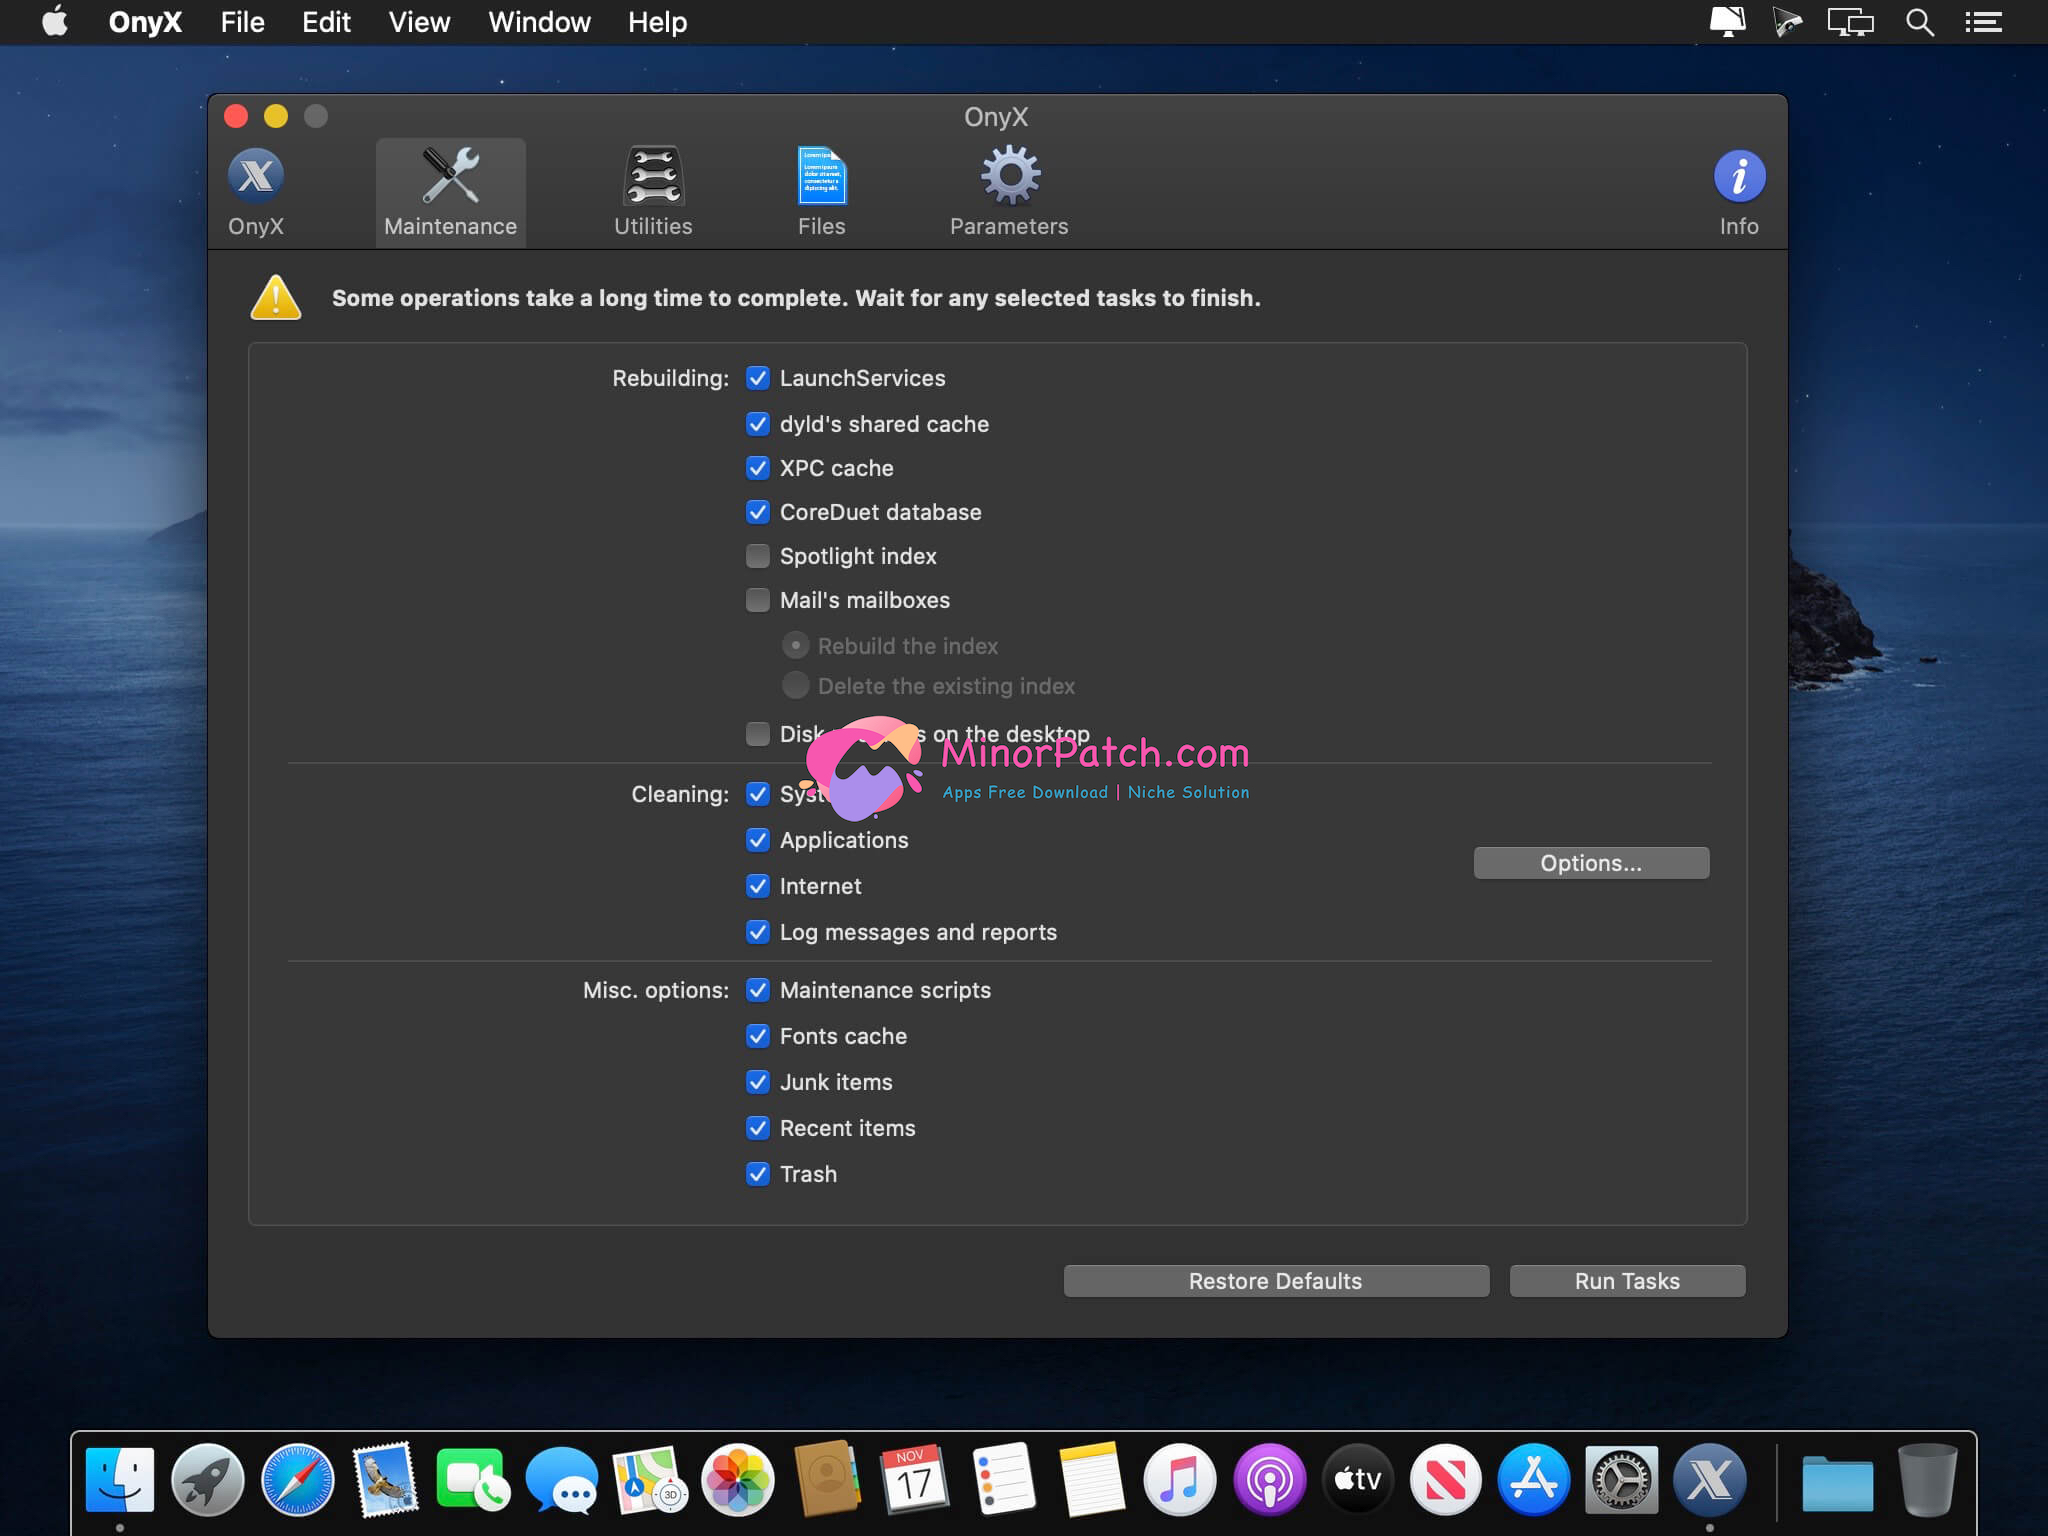 OnyX File Edit View Window Help
OnyX
OnyX Maintenance Utilities Files Parameters Info
Some operations take a long time to complete. Wait for any selected tasks to finish.
Rebuilding: LaunchServices
dyld's shared cache
XPC cache
CoreDuet database
Spotlight index
Mail's mailboxes
Rebuild the index
Delete the existing index
on the desktop
MinorPatch.com
Apps Free Download | Niche Solution
Cleaning:
Applications
Options...
Internet
Log messages and reports
Misc. options: Maintenance scripts
Fonts cache
Junk items
Recent items
Trash
Restore Defaults Run Tasks
NOV
17
3D
tv